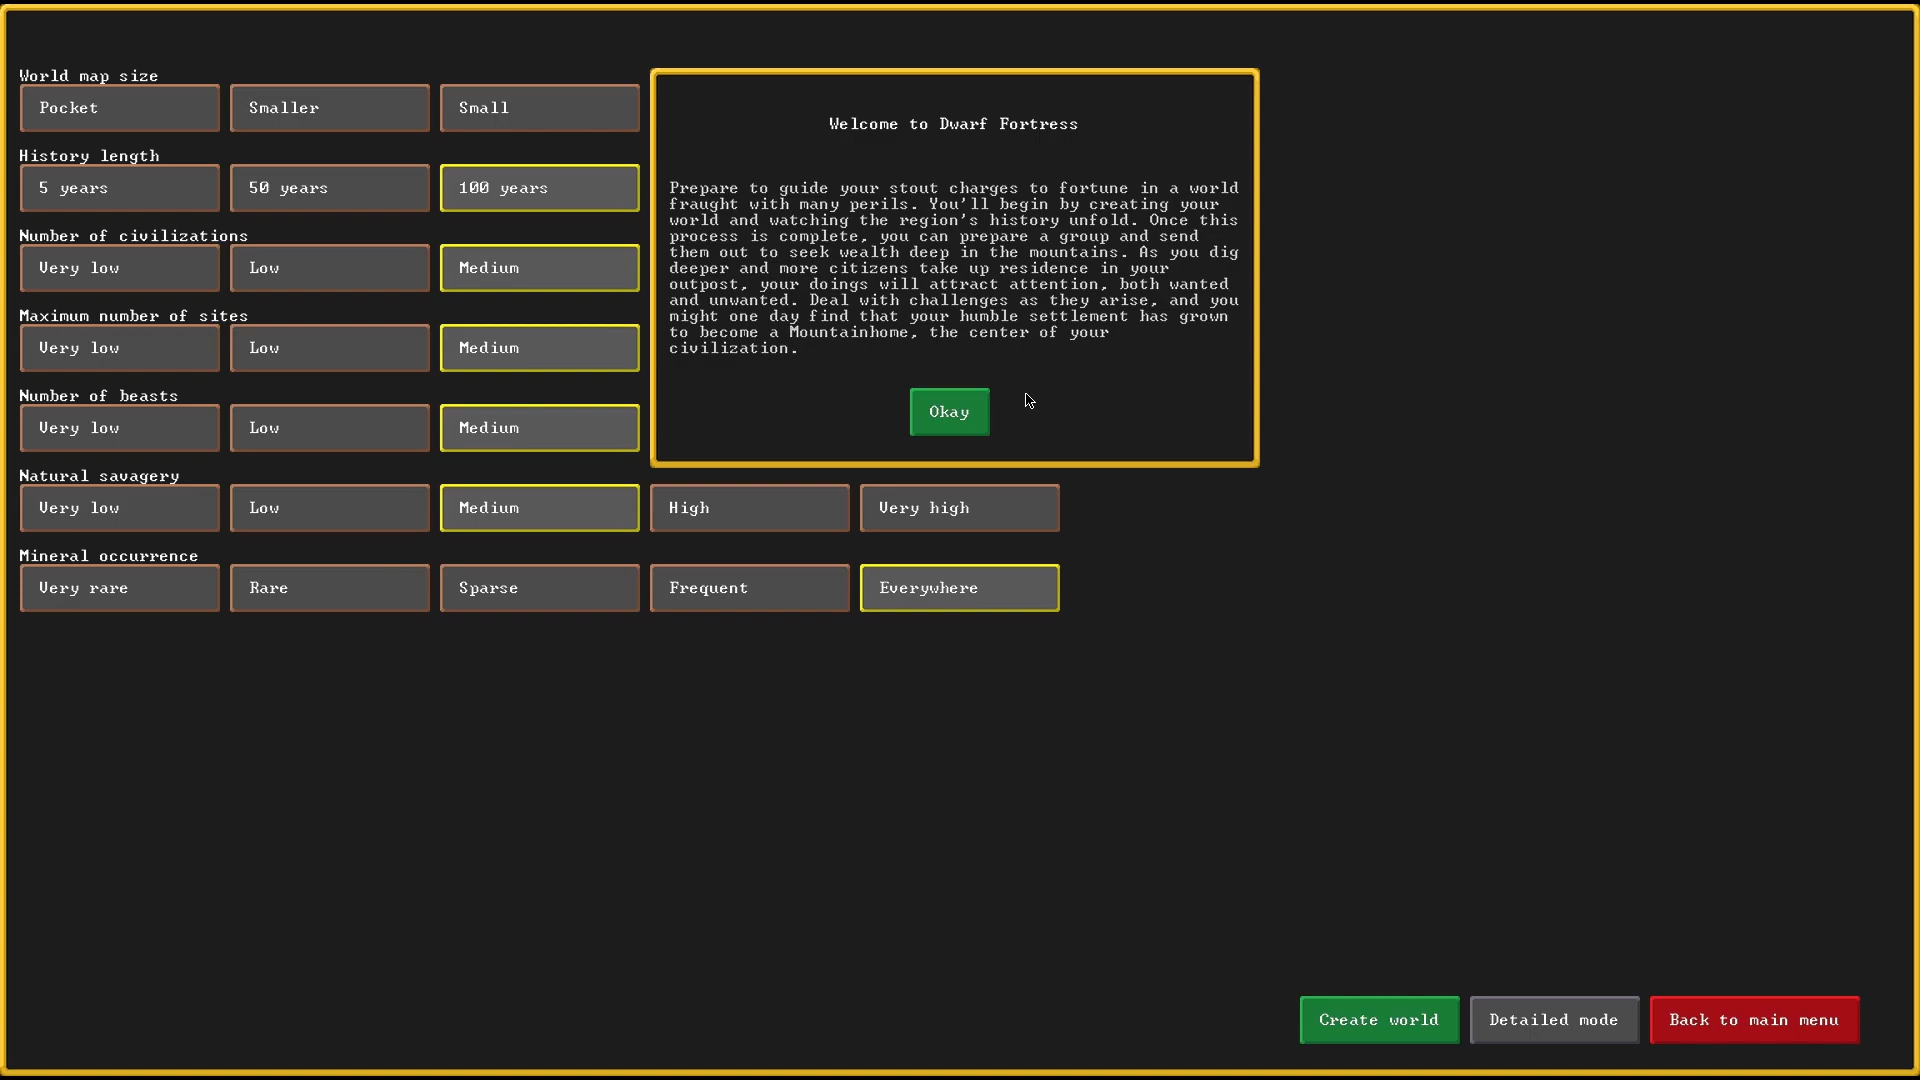 World map size
Pocket Smaller Small
History length
5 years 50 years 100 years
Number of civilizations
Very low Low Medium
Maximum number of sites
Very low Low Medium
Number of beasts
Very low Low Medium
Natural savagery
Very low Low Medium High Very high
Mineral occurrence
Very rare Rare Sparse Frequent Everywhere
Welcome to Dwarf Fortress
Prepare to guide your stout charges to fortune in a world
fraught with many perils. You'll begin by creating your
world and watching the region's history unfold. Once this
process is complete, you can prepare a group and send
them out to seek wealth deep in the mountains. As you dig
deeper and more citizens take up residence in your
outpost, your doings will attract attention, both wanted
and unwanted. Deal with challenges as they arise, and you
might one day find that your humble settlement has grown
to become a Mountainhome, the center of your
civilization.
Okay
Create world Detailed mode Back to main menu